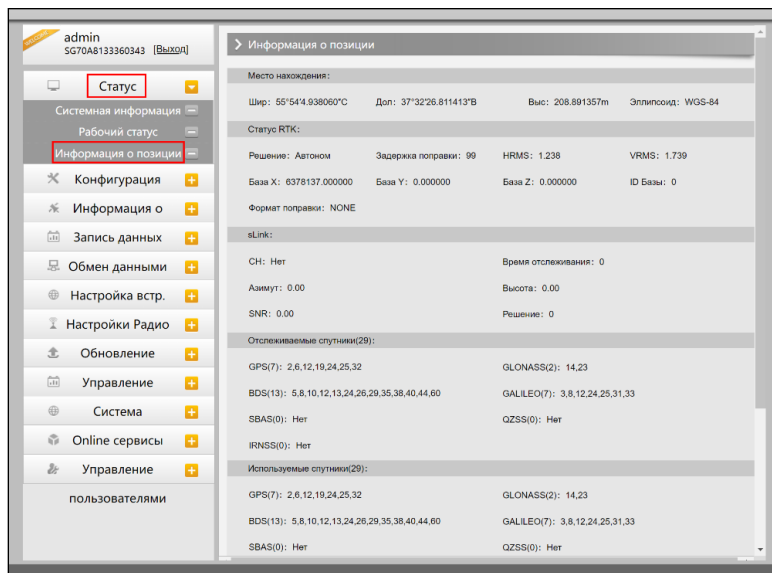 WELCOME
admin
SG70A8133360343 [Выход]
Статус
Системная информация
Рабочий статус
Информация о позиции
Конфигурация
Информация о
Запись данных
Обмен данными
Настройка встр.
Настройки Радио
Обновление
Управление
Система
Online сервисы
Управление
пользователями
Информация о позиции
Место нахождения:
Шир: 55°54'4.938060"С Дол: 37°32'26.811413"В Выс: 208.891357m Эллипсоид: WGS-84
Статус RTK:
Решение: Автоном Задержка поправки: 99 HRMS: 1.238 VRMS: 1.739
База X: 6378137.000000 База Y: 0.000000 База Z: 0.000000 ID Базы: 0
Формат поправки: NONE
sLink:
CH: Нет Время отслеживания: 0
Азимут: 0.00 Высота: 0.00
SNR: 0.00 Решение: 0
Отслеживаемые спутники(29):
GPS(7): 2,6,12,19,24,25,32 GLONASS(2): 14,23
BDS(13): 5,8,10,12,13,24,26,29,35,38,40,44,60 GALILEO(7): 3,8,12,24,25,31,33
SBAS(0): Нет QZSS(0): Нет
IRNSS(0): Нет
Используемые спутники(29):
GPS(7): 2,6,12,19,24,25,32 GLONASS(2): 14,23
BDS(13): 5,8,10,12,13,24,26,29,35,38,40,44,60 GALILEO(7): 3,8,12,24,25,31,33
SBAS(0): Нет QZSS(0): Нет